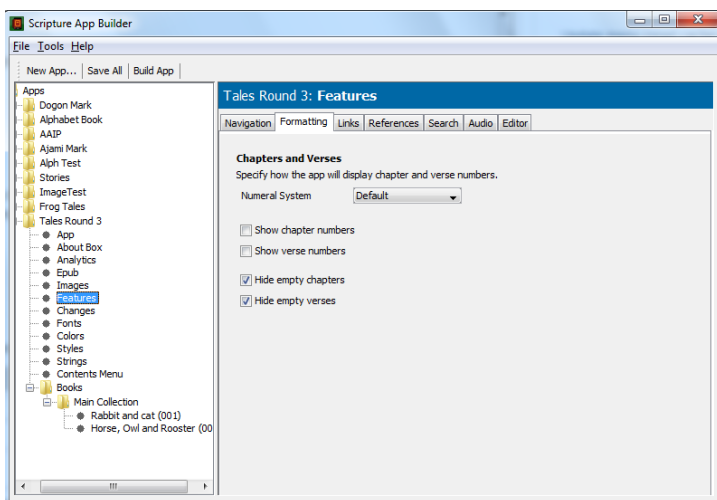 Scripture App Builder
File Tools Help
New App... Save All Build App
Apps
Dogon Mark
Alphabet Book
AAIP
Ajami Mark
Alph Test
Stories
ImageTest
Frog Tales
Tales Round 3
App
About Box
Analytics
Epub
Images
Features
Changes
Fonts
Colors
Styles
Strings
Contents Menu
Books
Main Collection
Rabbit and cat (001)
Horse, Owl and Rooster (00
Tales Round 3: Features
Navigation Formatting Links References Search Audio Editor
Chapters and Verses
Specify how the app will display chapter and verse numbers.
Numeral System Default
Show chapter numbers
Show verse numbers
Hide empty chapters
Hide empty verses